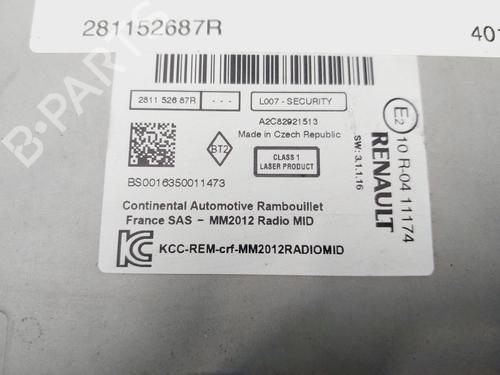 281152687R
401
2811 526 87R
- - -
L007 - SECURITY
A2C82921513
Made in Czech Republic
BT2
CLASS 1
LASER PRODUCT
BS0016350011473
Continental Automotive Rambouillet
France SAS - MM2012 Radio MID
KCC-REM-crf-MM2012RADIOMID
E2 10 R-04 11174
RENAULT
SW: 3.1.1.16
B-PARTS